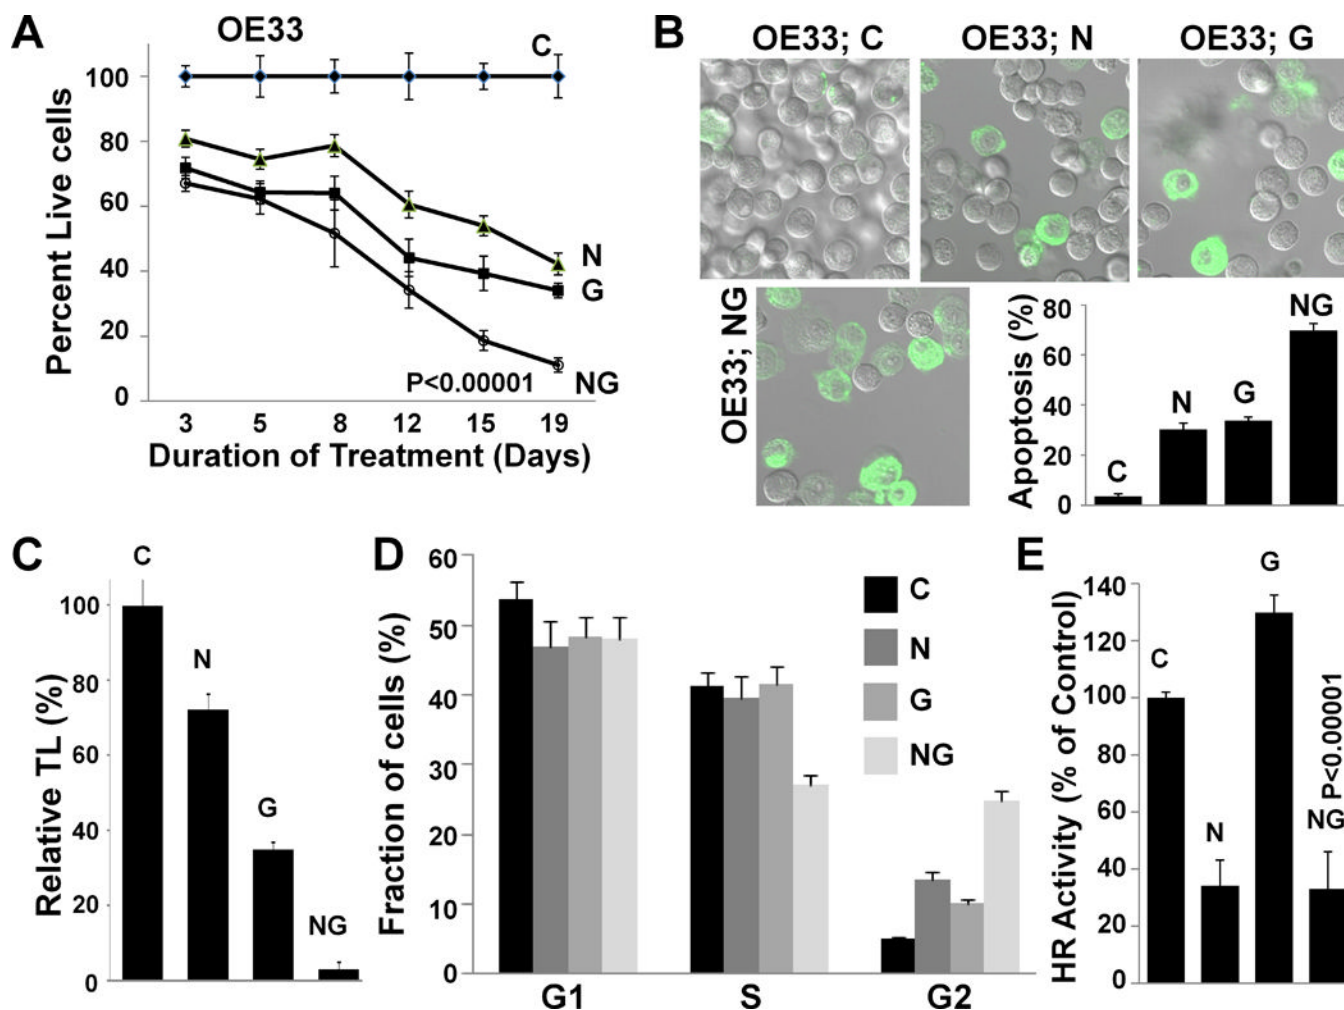 A
OE33
C
Percent Live cells
100
80
60
40
20
0
N
G
NG
P<0.00001
3 5 8 12 15 19
Duration of Treatment (Days)
B
OE33; C
OE33; N
OE33; G
OE33; NG
Apoptosis (%)
80
60
40
20
0
C
N
G
NG
C
Relative TL (%)
100
80
60
40
20
0
C
N
G
NG
D
Fraction of cells (%)
60
50
40
30
20
10
0
C
N
G
NG
G1 S G2
E
HR Activity (% of Control)
140
120
100
80
60
40
20
0
C
N
G
NG
P<0.00001